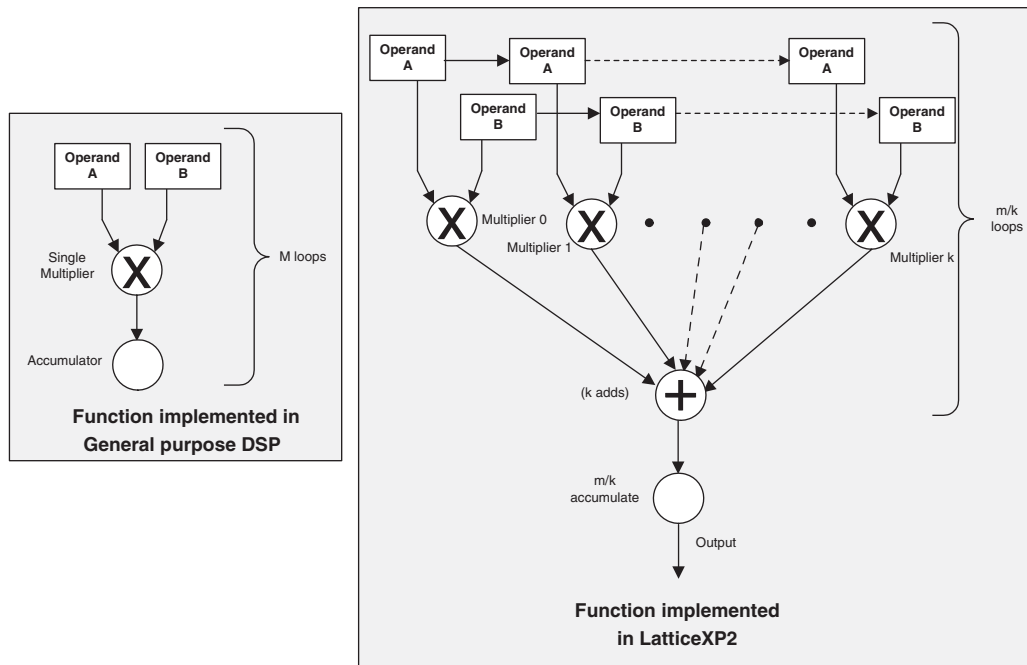 Operand
A
Operand
B
Single
Multiplier
M loops
Accumulator
Function implemented in
General purpose DSP
Operand
A
Operand
A
Operand
A
Operand
B
Operand
B
Operand
B
Multiplier 0
Multiplier 1
Multiplier k
m/k
loops
(k adds)
m/k
accumulate
Output
Function implemented
in LatticeXP2